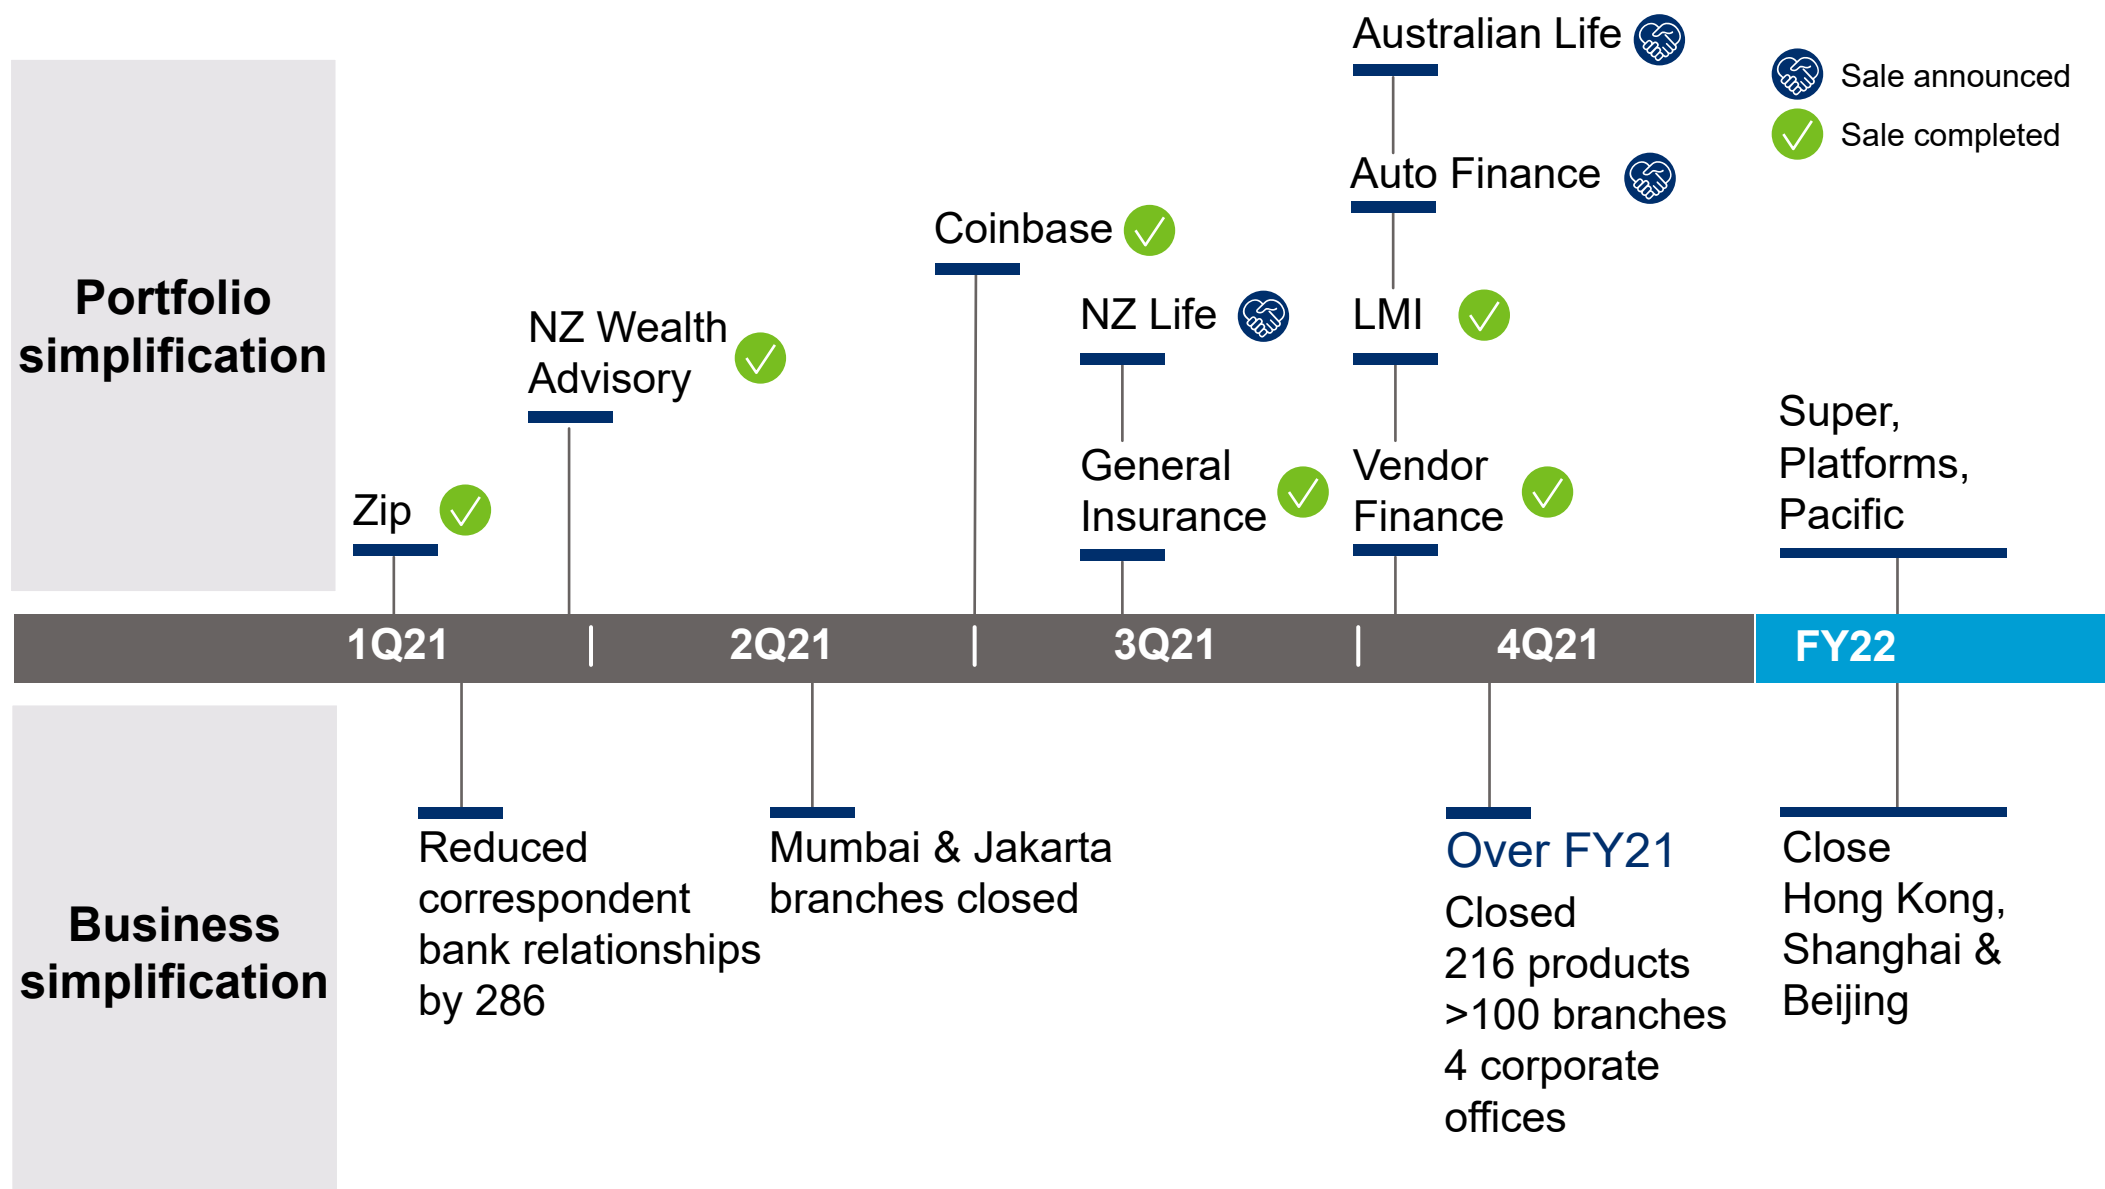 Portfolio
simplification
Zip
NZ Wealth
Advisory
Coinbase
NZ Life
General
Insurance
Australian Life
Auto Finance
LMI
Vendor
Finance
Sale announced
Sale completed
Super,
Platforms,
Pacific
1Q21 | 2Q21 | 3Q21 | 4Q21 FY22
Business
simplification
Reduced
correspondent
bank relationships
by 286
Mumbai & Jakarta
branches closed
Over FY21
Closed
216 products
>100 branches
4 corporate
offices
Close
Hong Kong,
Shanghai &
Beijing